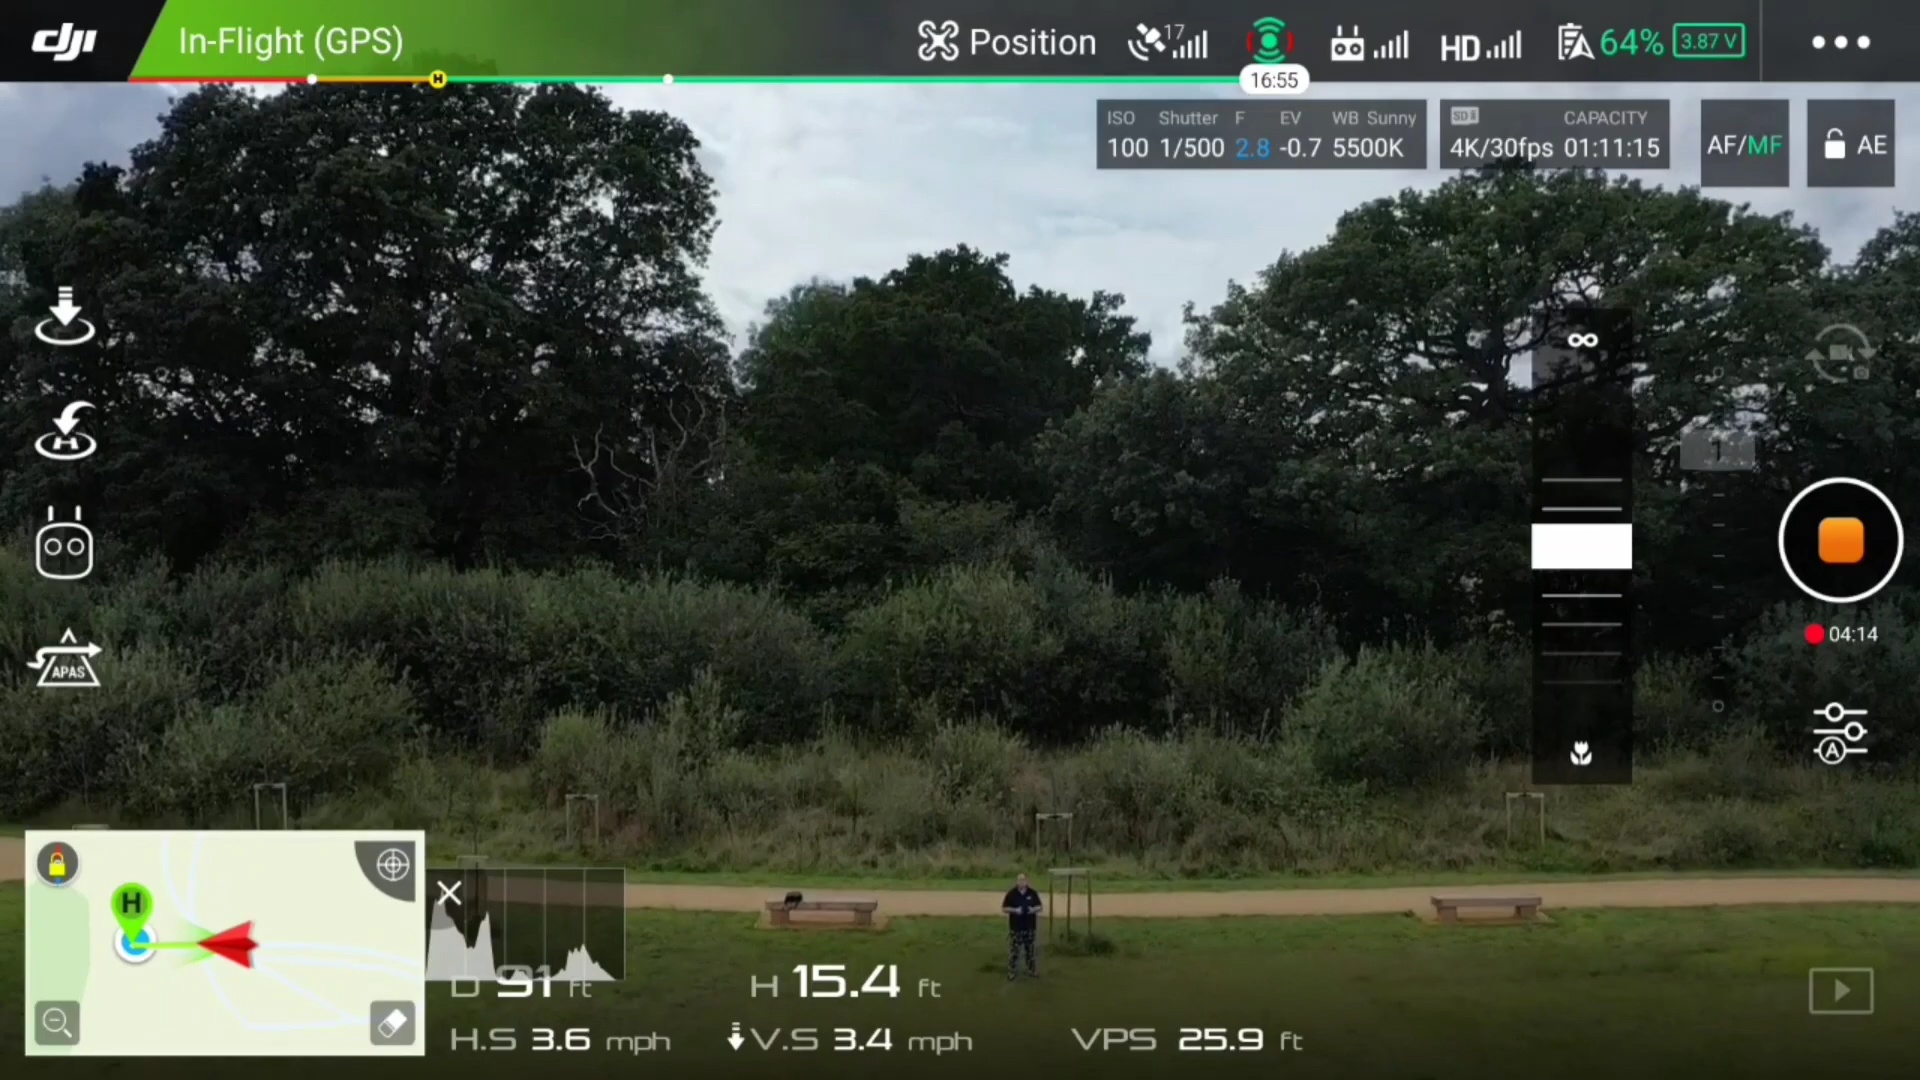 dji In-Flight (GPS) Position 17 HD 64% 3.87 V
H 16:55
ISO Shutter F EV WB Sunny
100 1/500 2.8 -0.7 5500K
SD CAPACITY
4K/30fps 01:11:15
AF/MF
AE
H
APAS
1
04:14
A
H
D 91 ft H 15.4 ft
H.S 3.6 mph V.S 3.4 mph VPS 25.9 ft